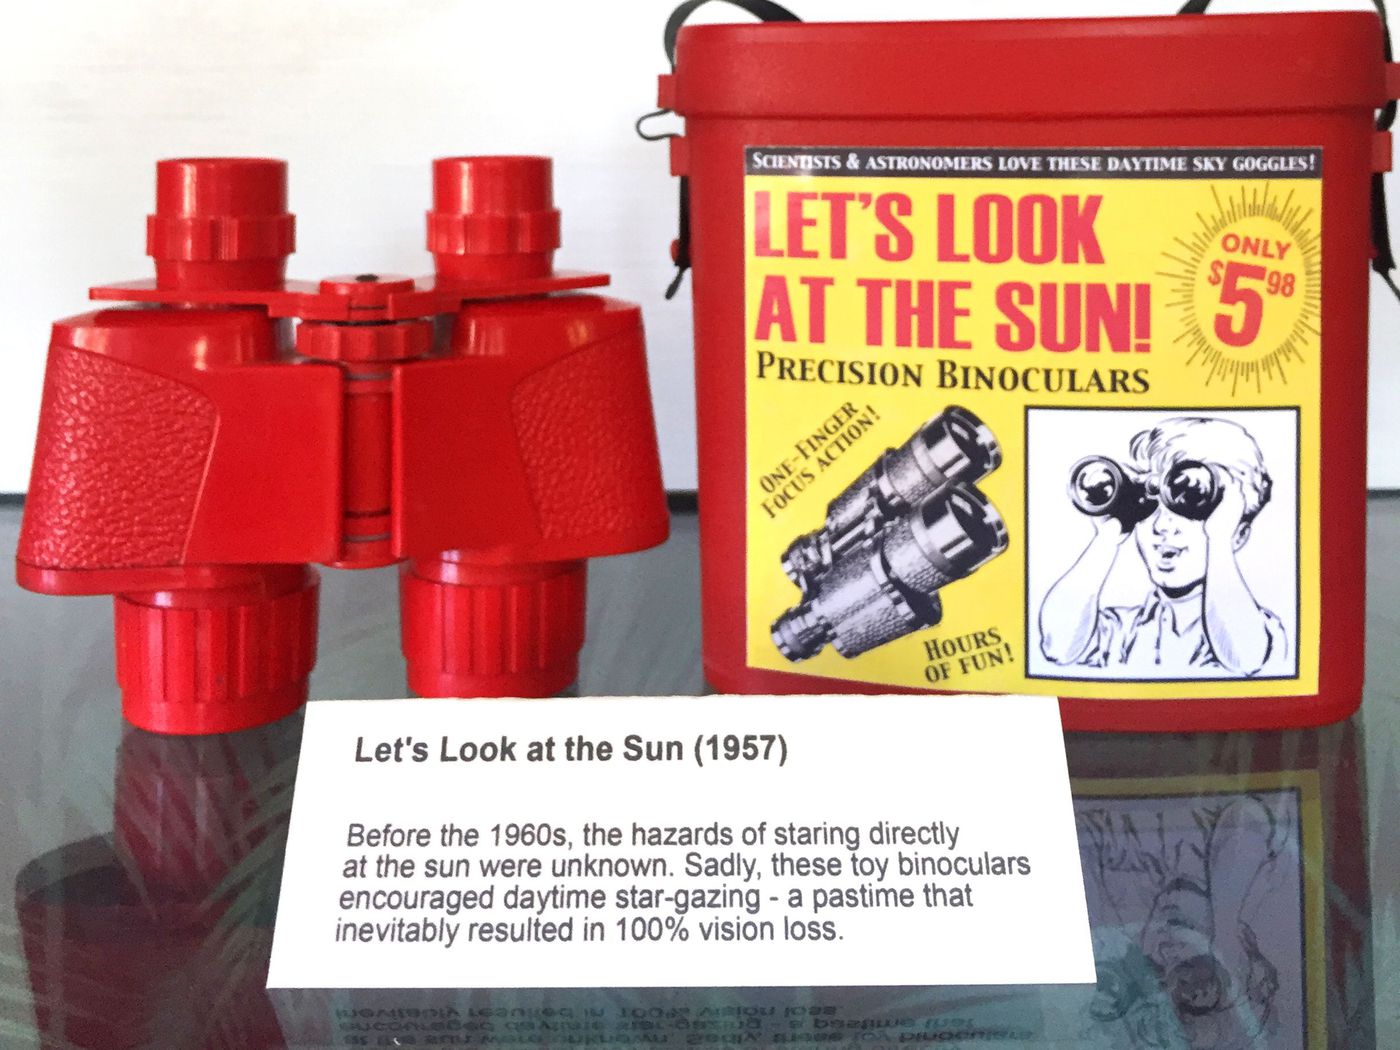 SCIENTISTS & ASTRONOMERS LOVE THESE DAYTIME SKY GOGGLES!
LET'S LOOK
AT THE SUN!
ONLY
$5 98
PRECISION BINOCULARS
ONE-FINGER
FOCUS ACTION!
HOURS
OF FUN!
Let's Look at the Sun (1957)
Before the 1960s, the hazards of staring directly
at the sun were unknown. Sadly, these toy binoculars
encouraged daytime star-gazing - a pastime that
inevitably resulted in 100% vision loss.